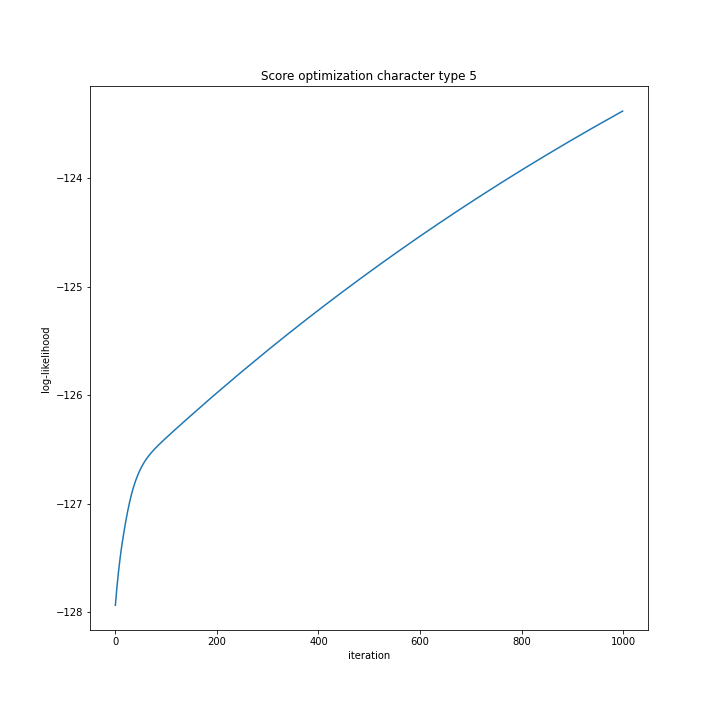 Score optimization character type 5
−124
−125
−126
−127
−128
log-likelihood
0 200 400 600 800 1000
iteration